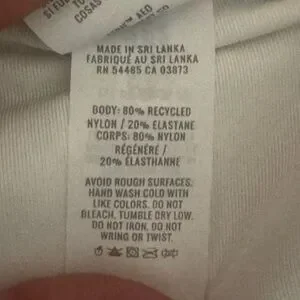 AEO
COSAS
MADE IN SRI LANKA
FABRIQUÉ AU SRI LANKA
RN 54485 CA 03873
BODY: 80% RECYCLED
NYLON / 20% ELASTANE
CORPS: 80% NYLON
RÉGÉNÉRÉ /
20% ÉLASTHANNE
AVOID ROUGH SURFACES.
HAND WASH COLD WITH
LIKE COLORS. DO NOT
BLEACH. TUMBLE DRY LOW.
DO NOT IRON. DO NOT
WRING OR TWIST.